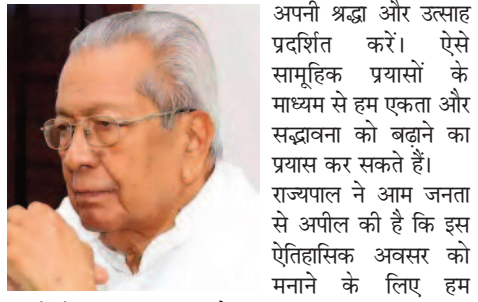 अपनी श्रद्धा और उत्साह
प्रदर्शित करें। ऐसे
सामूहिक प्रयासों के
माध्यम से हम एकता और
सद्भावना को बढ़ाने का
प्रयास कर सकते हैं।
राज्यपाल ने आम जनता
से अपील की है कि इस
ऐतिहासिक अवसर को
मनाने के लिए हम